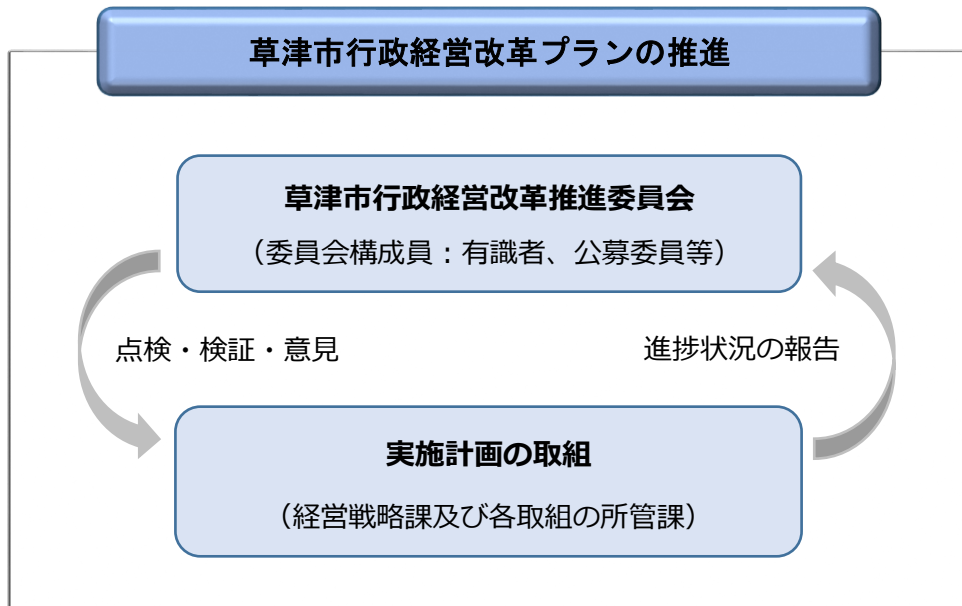 草津市行政経営改革プランの推進
草津市行政経営改革推進委員会
（委員会構成員：有識者、公募委員等）
点検・検証・意見
進捗状況の報告
実施計画の取組
（経営戦略課及び各取組の所管課）